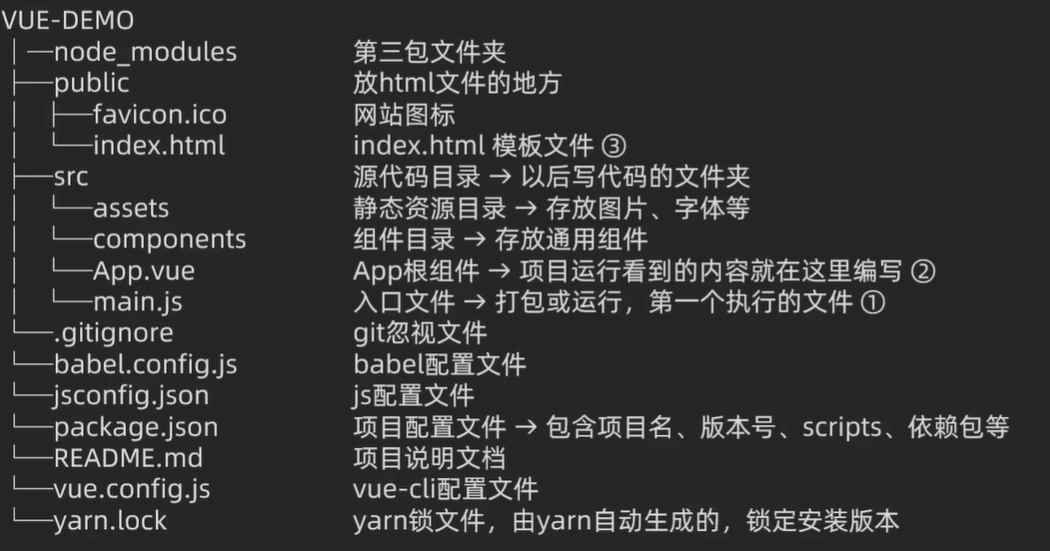 VUE-DEMO
│—node_modules 第三包文件夹
├──public 放html文件的地方
│ ├──favicon.ico 网站图标
│ └──index.html index.html 模板文件 ③
├──src 源代码目录 → 以后写代码的文件夹
│ └──assets 静态资源目录 → 存放图片、字体等
│ └──components 组件目录 → 存放通用组件
│ └──App.vue App根组件 → 项目运行看到的内容就在这里编写 ②
│ └──main.js 入口文件 → 打包或运行，第一个执行的文件 ①
└──.gitignore git忽视文件
└──babel.config.js babel配置文件
└──jsconfig.json js配置文件
└──package.json 项目配置文件 → 包含项目名、版本号、scripts、依赖包等
└──README.md 项目说明文档
└──vue.config.js vue-cli配置文件
└──yarn.lock yarn锁文件，由yarn自动生成的，锁定安装版本